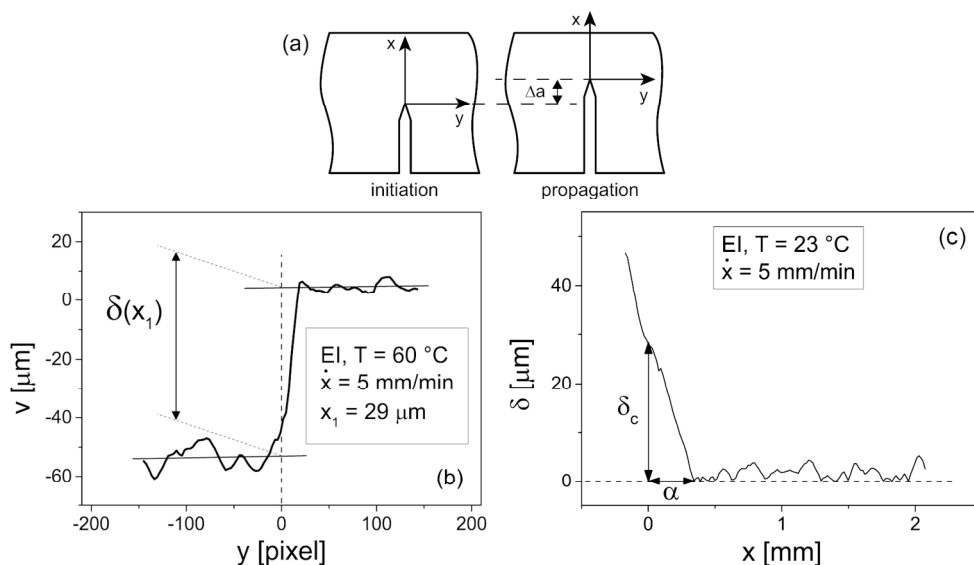 (a)
x
y
initiation
x
Δa
y
propagation
20
0
-20
-40
-60
v [μm]
δ(x₁)
EI, T = 60 °C
ẋ = 5 mm/min
x₁ = 29 μm
(b)
-200
-100
0
100
200
y [pixel]
(c)
EI, T = 23 °C
ẋ = 5 mm/min
40
20
0
δ [μm]
δc
α
0
1
2
x [mm]